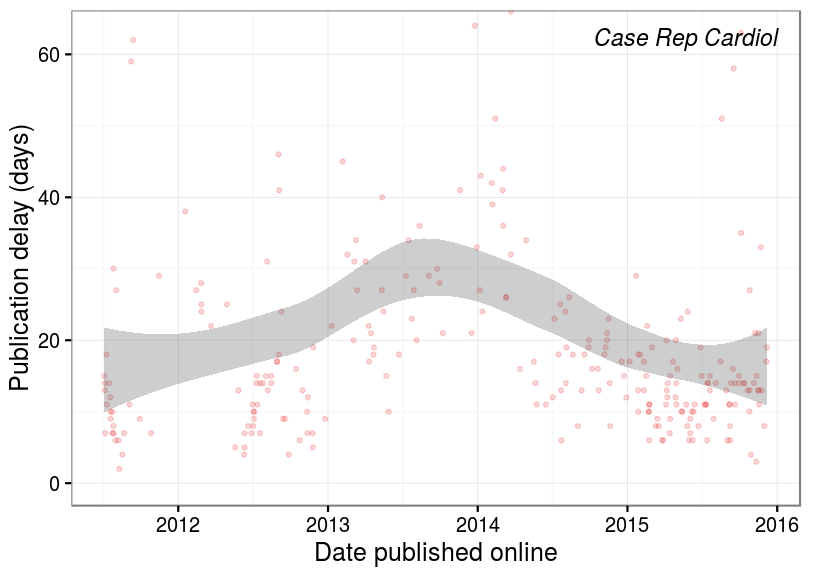 Case Rep Cardiol
60
40
20
0
Publication delay (days)
2012 2013 2014 2015 2016
Date published online